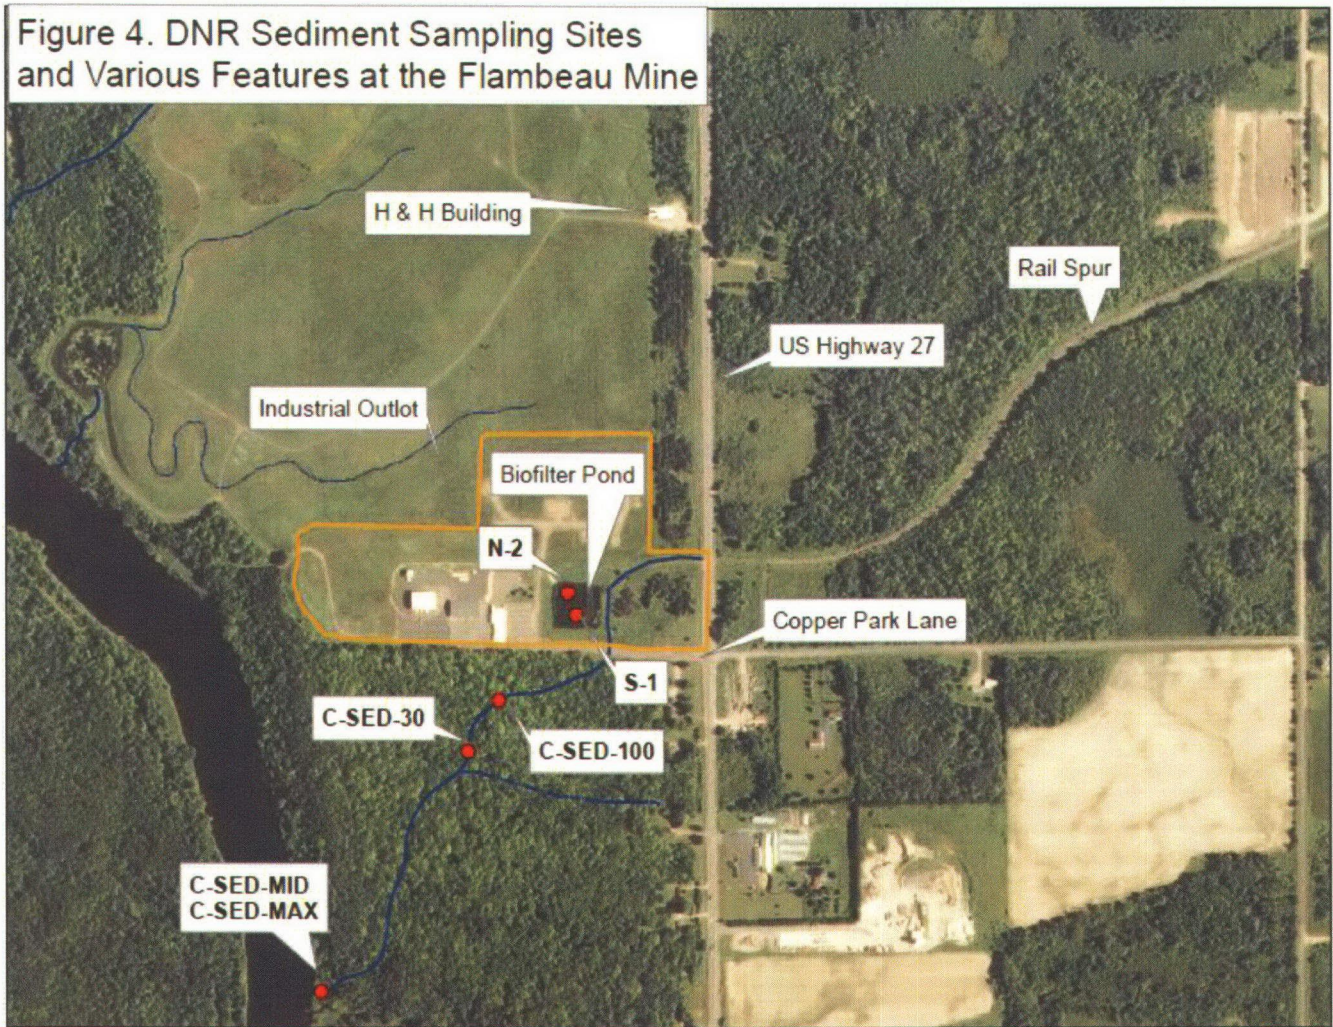 Figure 4. DNR Sediment Sampling Sites
and Various Features at the Flambeau Mine
H & H Building
Rail Spur
US Highway 27
Industrial Outlot
Biofilter Pond
N-2
Copper Park Lane
S-1
C-SED-30
C-SED-100
C-SED-MID
C-SED-MAX